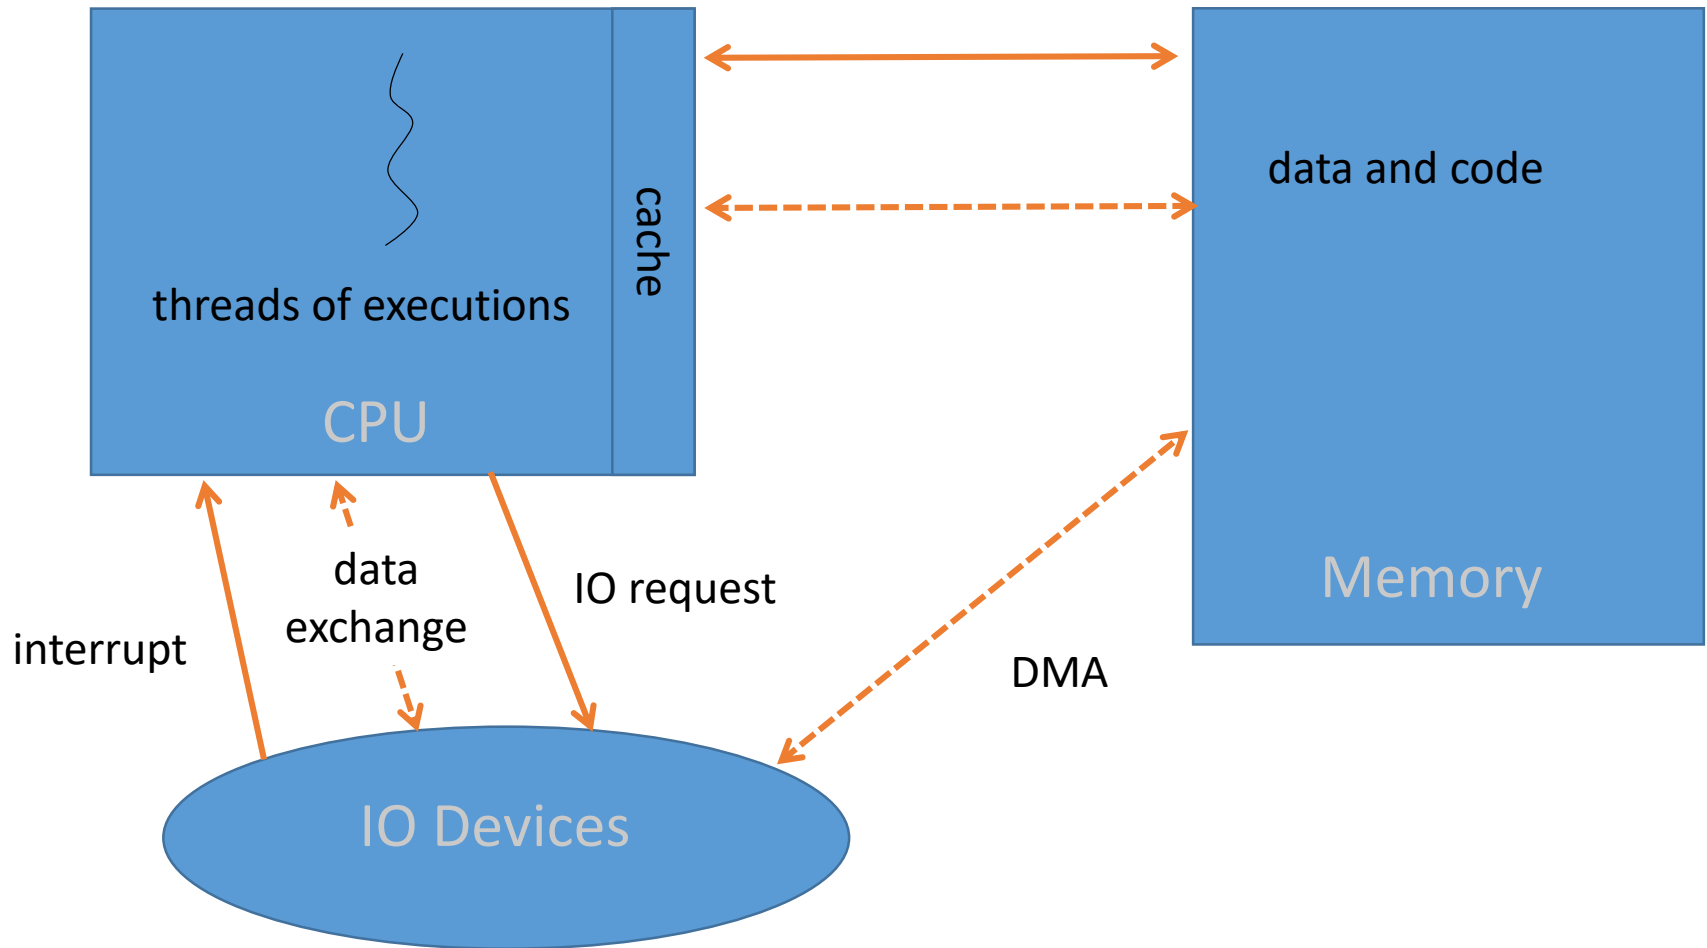 cache
data and code
threads of executions
CPU
data
exchange
IO request
Memory
interrupt
DMA
IO Devices